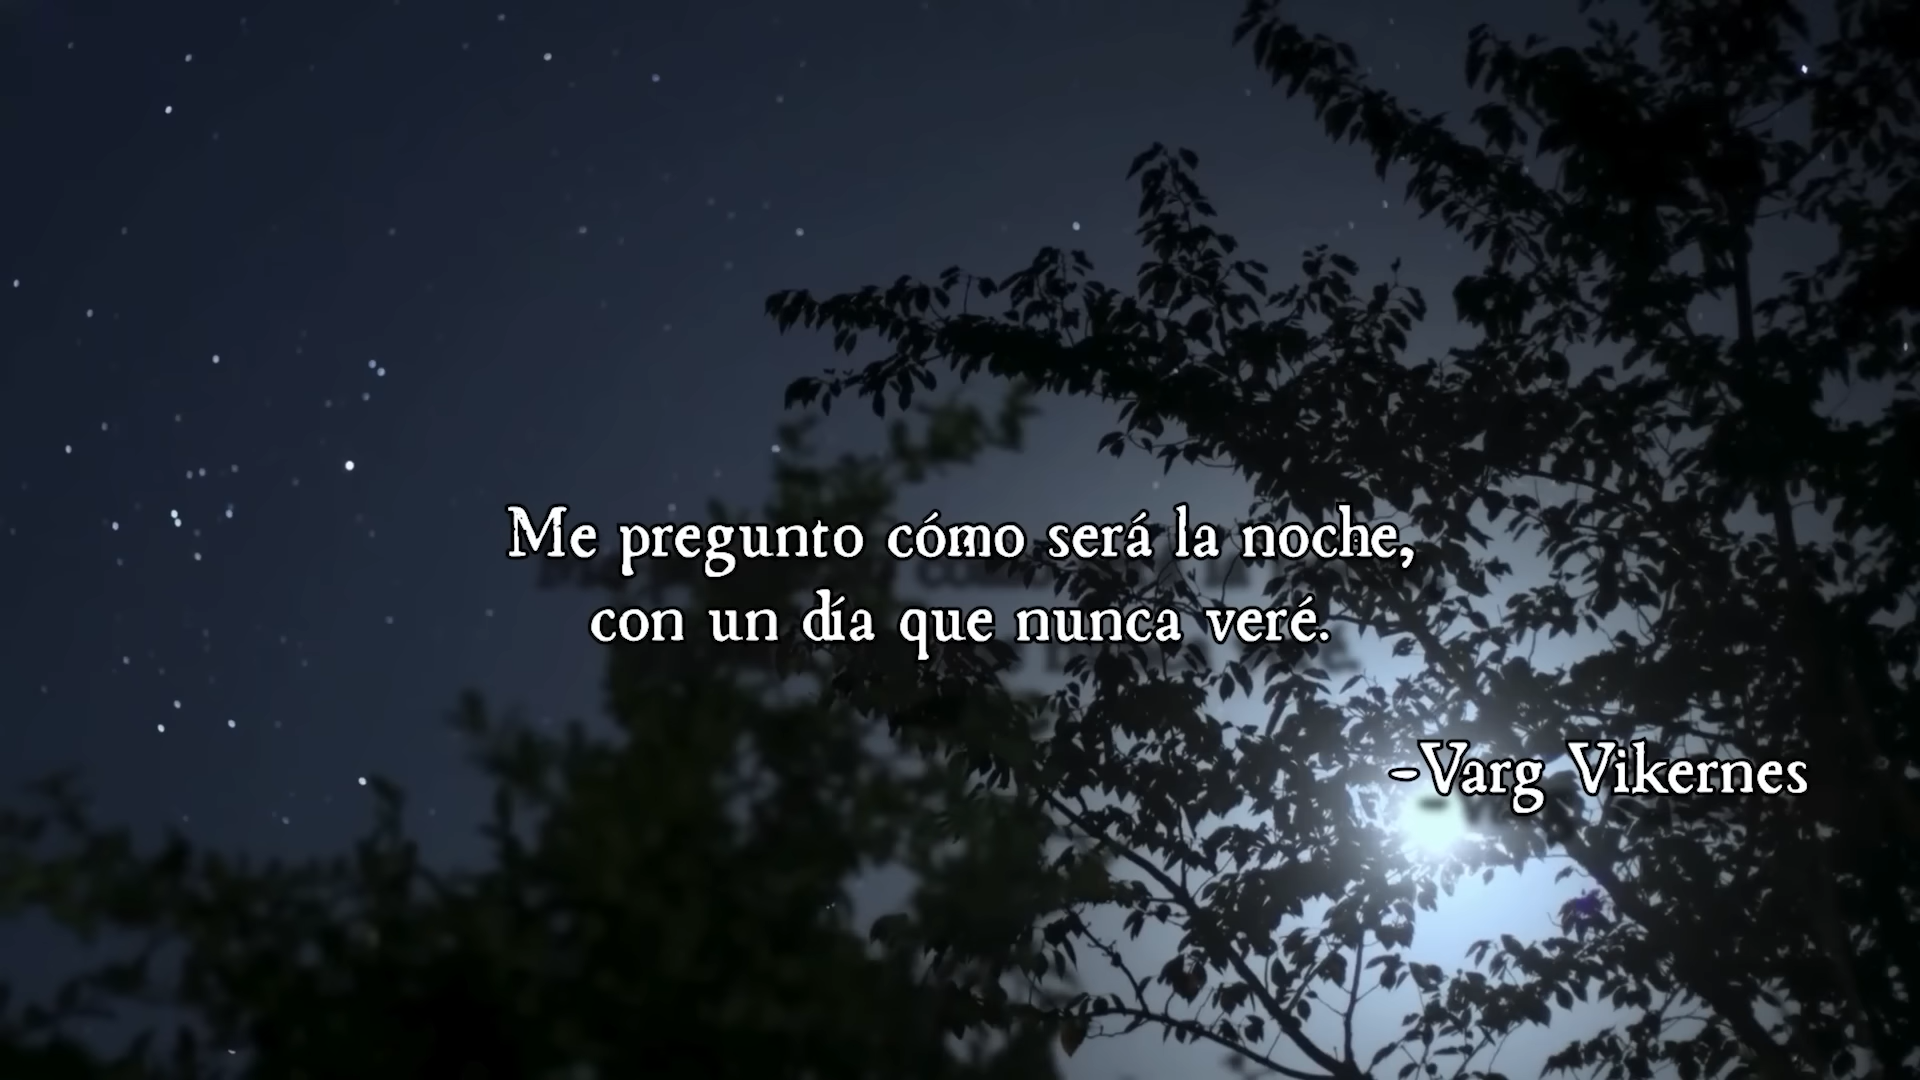 Me pregunto cómo será la noche,
con un día que nunca veré.
-Varg Vikernes